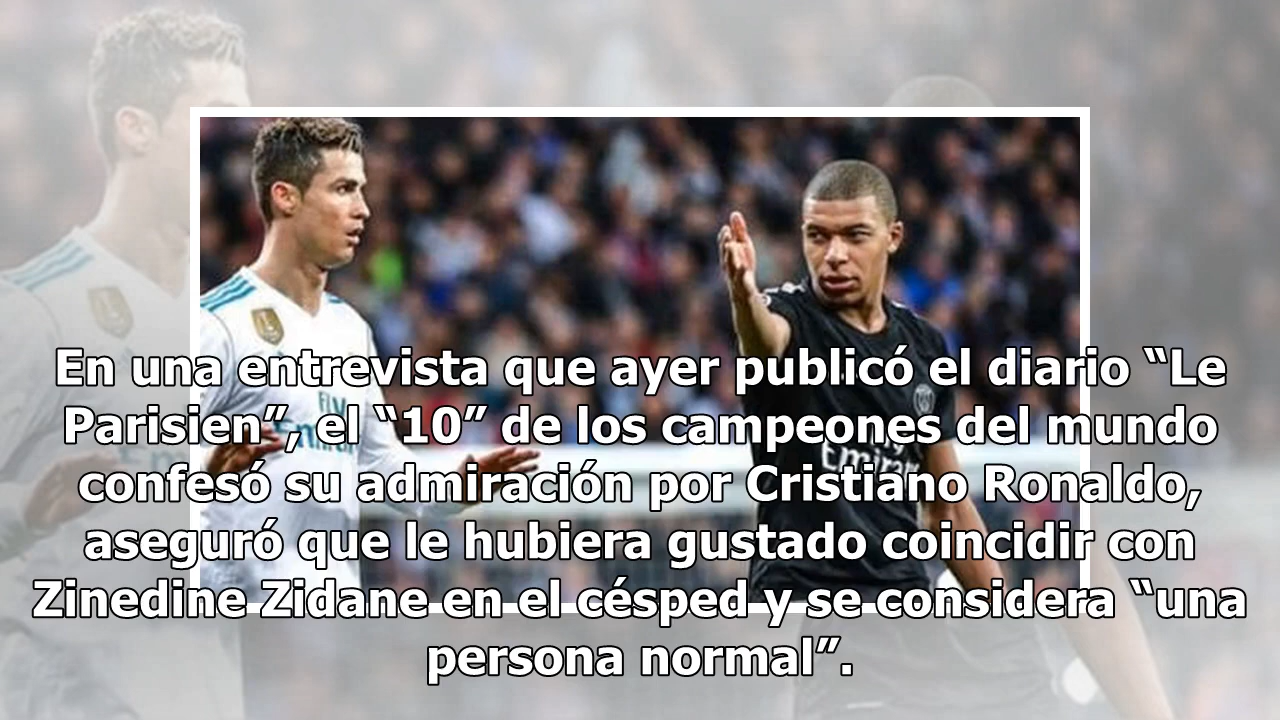 En una entrevista que ayer publicó el diario “Le
Parisien”, el “10” de los campeones del mundo
confesó su admiración por Cristiano Ronaldo,
aseguró que le hubiera gustado coincidir con
Zinedine Zidane en el césped y se considera “una
persona normal”.